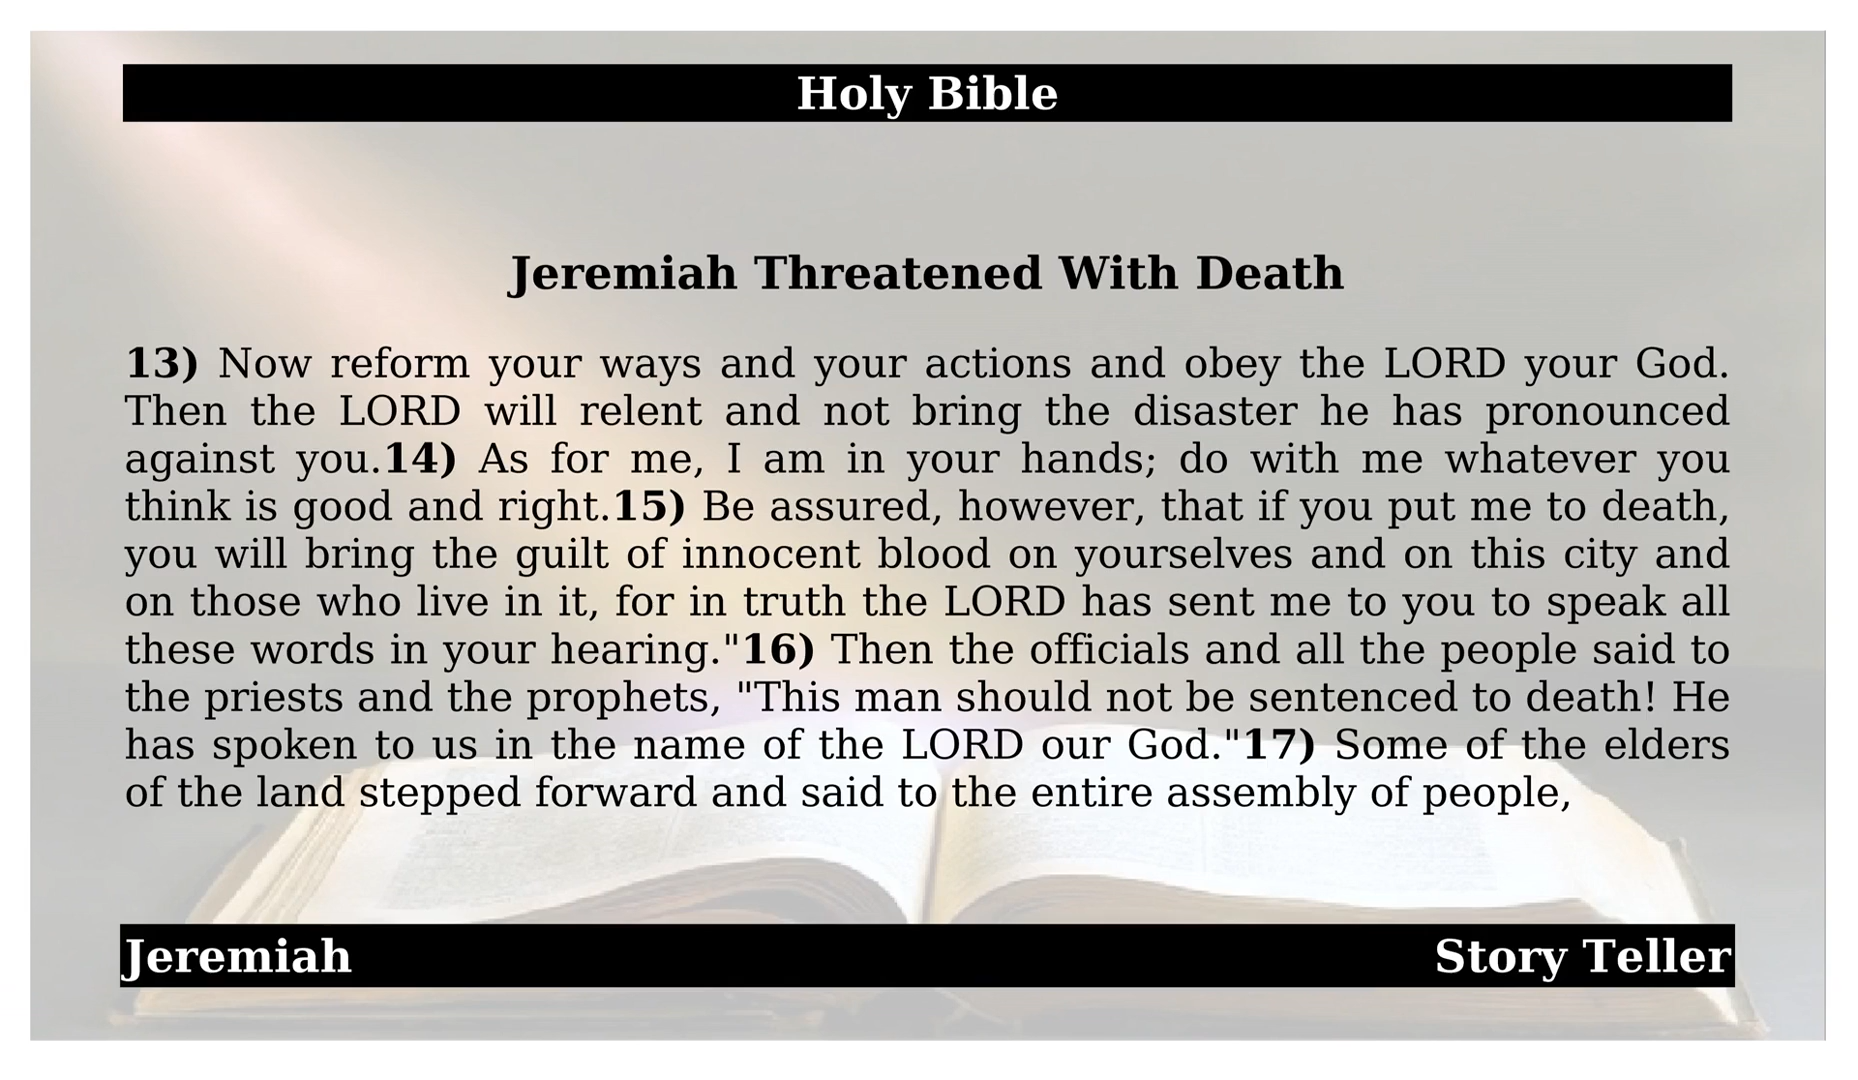 Holy Bible
Jeremiah Threatened With Death
13) Now reform your ways and your actions and obey the LORD your God.
Then the LORD will relent and not bring the disaster he has pronounced
against you.14) As for me, I am in your hands; do with me whatever you
think is good and right.15) Be assured, however, that if you put me to death,
you will bring the guilt of innocent blood on yourselves and on this city and
on those who live in it, for in truth the LORD has sent me to you to speak all
these words in your hearing."16) Then the officials and all the people said to
the priests and the prophets, "This man should not be sentenced to death! He
has spoken to us in the name of the LORD our God."17) Some of the elders
of the land stepped forward and said to the entire assembly of people,
Jeremiah
Story Teller